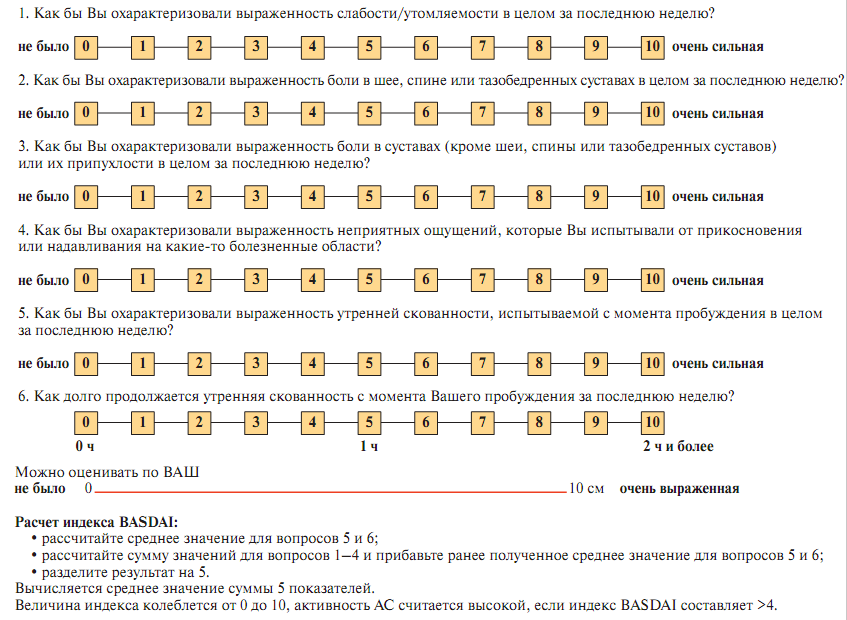 1. Как бы Вы охарактеризовали выраженность слабости/утомляемости в целом за последнюю неделю?
не было 0 1 2 3 4 5 6 7 8 9 10 очень сильная
2. Как бы Вы охарактеризовали выраженность боли в шее, спине или тазобедренных суставах в целом за последнюю неделю?
не было 0 1 2 3 4 5 6 7 8 9 10 очень сильная
3. Как бы Вы охарактеризовали выраженность боли в суставах (кроме шеи, спины или тазобедренных суставов)
или их припухлости в целом за последнюю неделю?
не было 0 1 2 3 4 5 6 7 8 9 10 очень сильная
4. Как бы Вы охарактеризовали выраженность неприятных ощущений, которые Вы испытывали от прикосновения
или надавливания на какие-то болезненные области?
не было 0 1 2 3 4 5 6 7 8 9 10 очень сильная
5. Как бы Вы охарактеризовали выраженность утренней скованности, испытываемой с момента пробуждения в целом
за последнюю неделю?
не было 0 1 2 3 4 5 6 7 8 9 10 очень сильная
6. Как долго продолжается утренняя скованность с момента Вашего пробуждения за последнюю неделю?
0 1 2 3 4 5 6 7 8 9 10
0 ч 1 ч 2 ч и более
Можно оценивать по ВАШ
не было 0 10 см очень выраженная
Расчет индекса BASDAI:
• рассчитайте среднее значение для вопросов 5 и 6;
• рассчитайте сумму значений для вопросов 1–4 и прибавьте ранее полученное среднее значение для вопросов 5 и 6;
• разделите результат на 5.
Вычисляется среднее значение суммы 5 показателей.
Величина индекса колеблется от 0 до 10, активность АС считается высокой, если индекс BASDAI составляет >4.